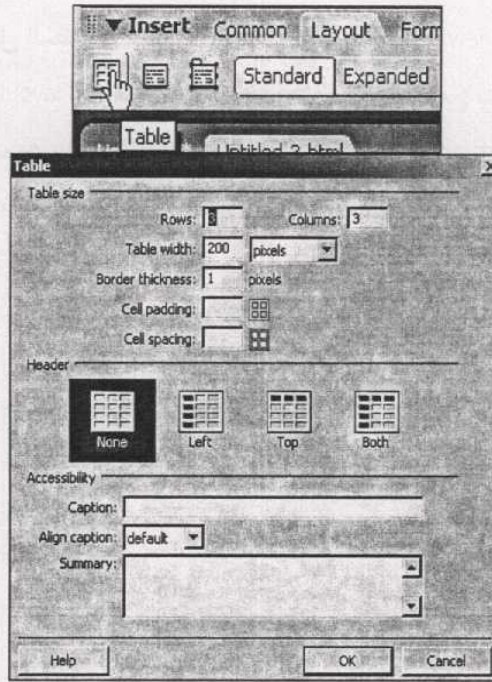 Insert Common Layout Form
Standard Expanded
Table
Untitled-2.html
Table
Table size
Rows: 3 Columns: 3
Table width: 200 pixels
Border thickness: 1 pixels
Cell padding:
Cell spacing:
Header
None Left Top Both
Accessibility
Caption:
Align caption: default
Summary:
Help OK Cancel